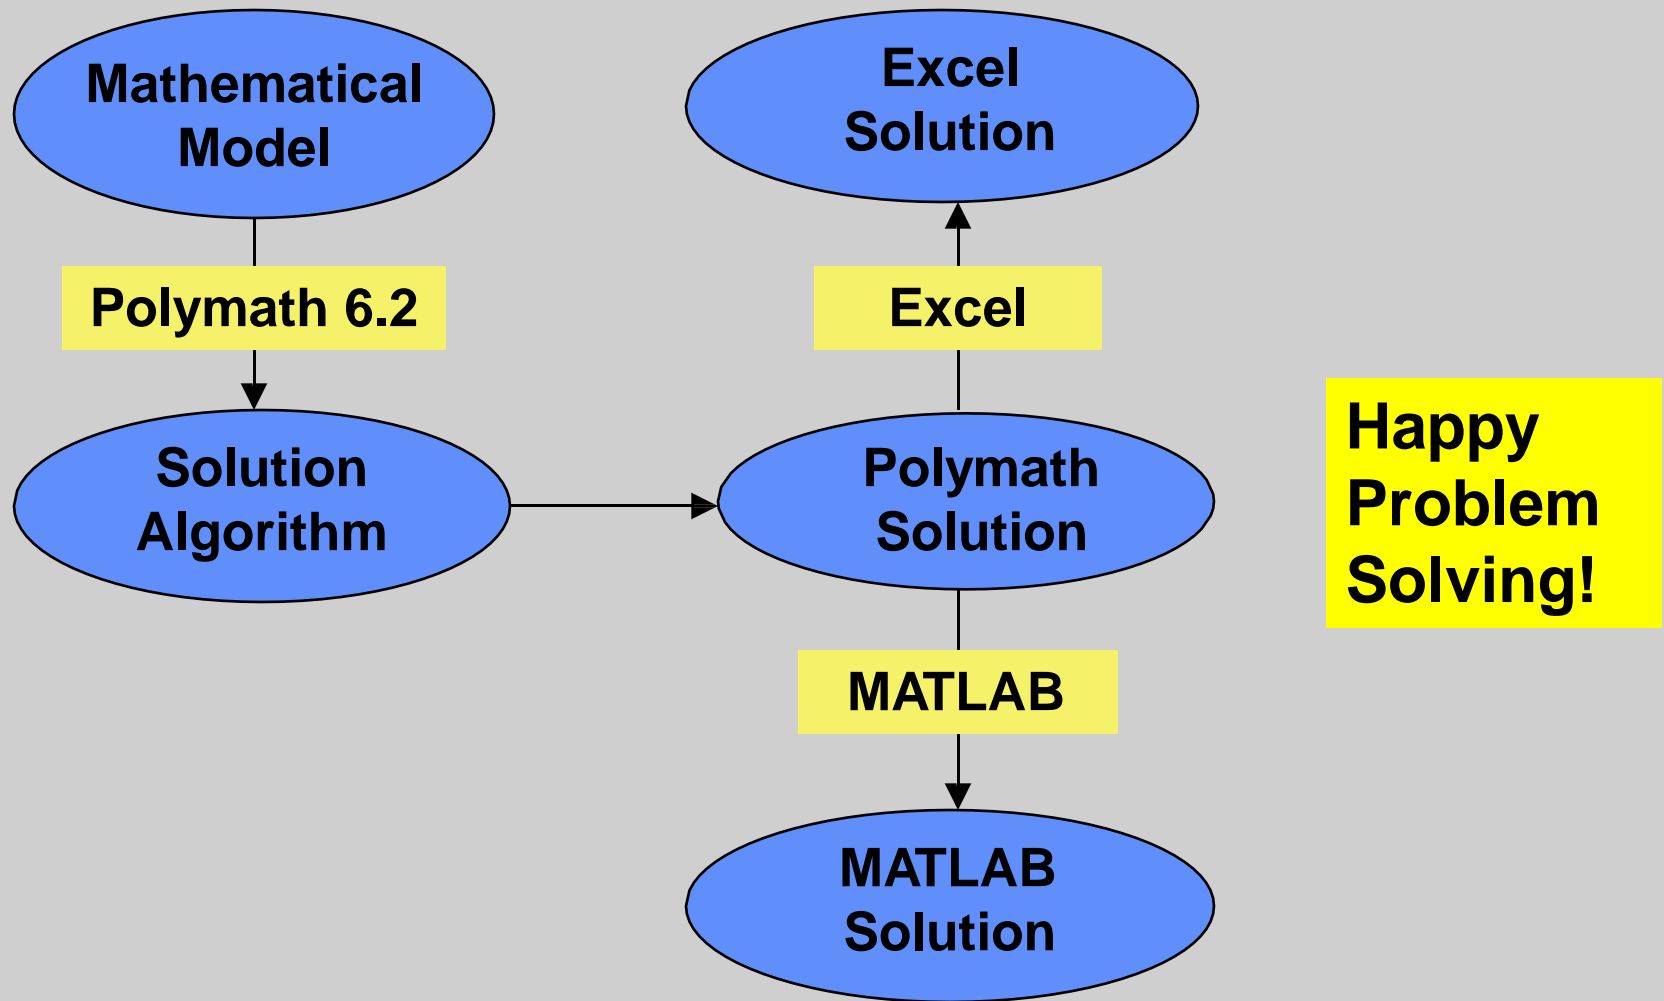 Mathematical
Model
Excel
Solution
Polymath 6.2
Excel
Solution
Algorithm
Polymath
Solution
Happy
Problem
Solving!
MATLAB
MATLAB
Solution